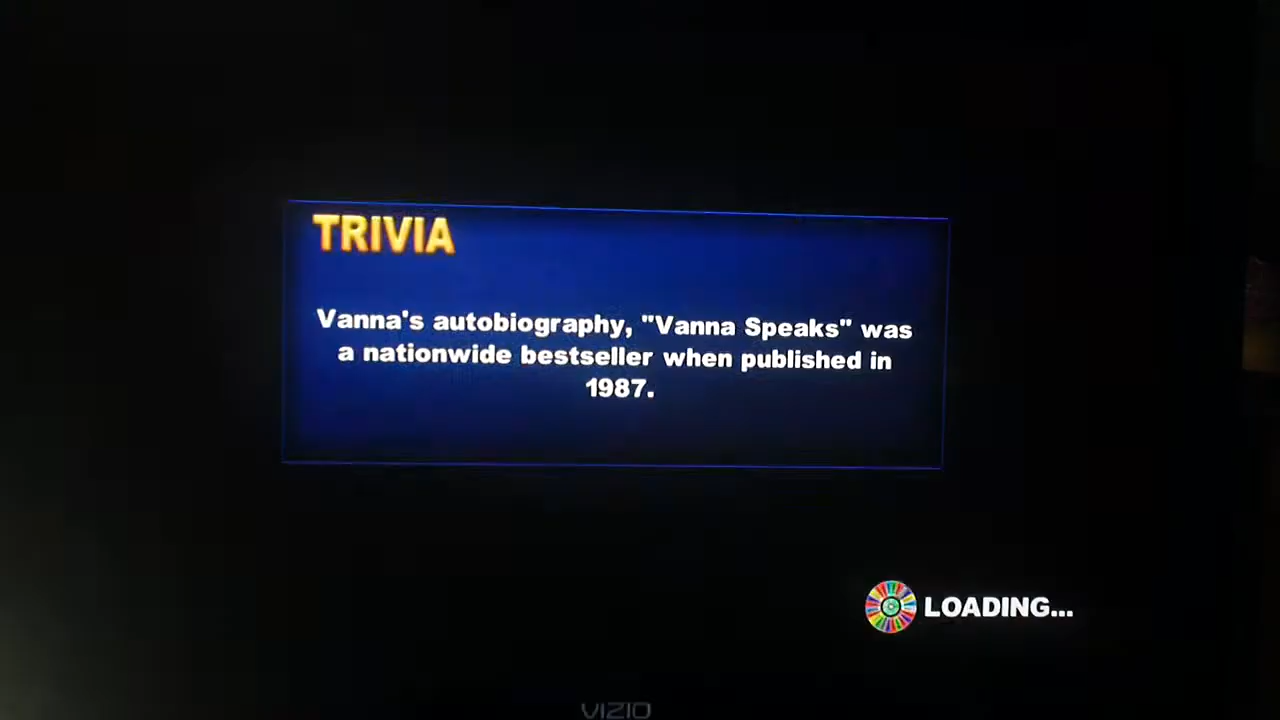 TRIVIA
Vanna's autobiography, "Vanna Speaks" was
a nationwide bestseller when published in
1987.
LOADING...
VIZIO